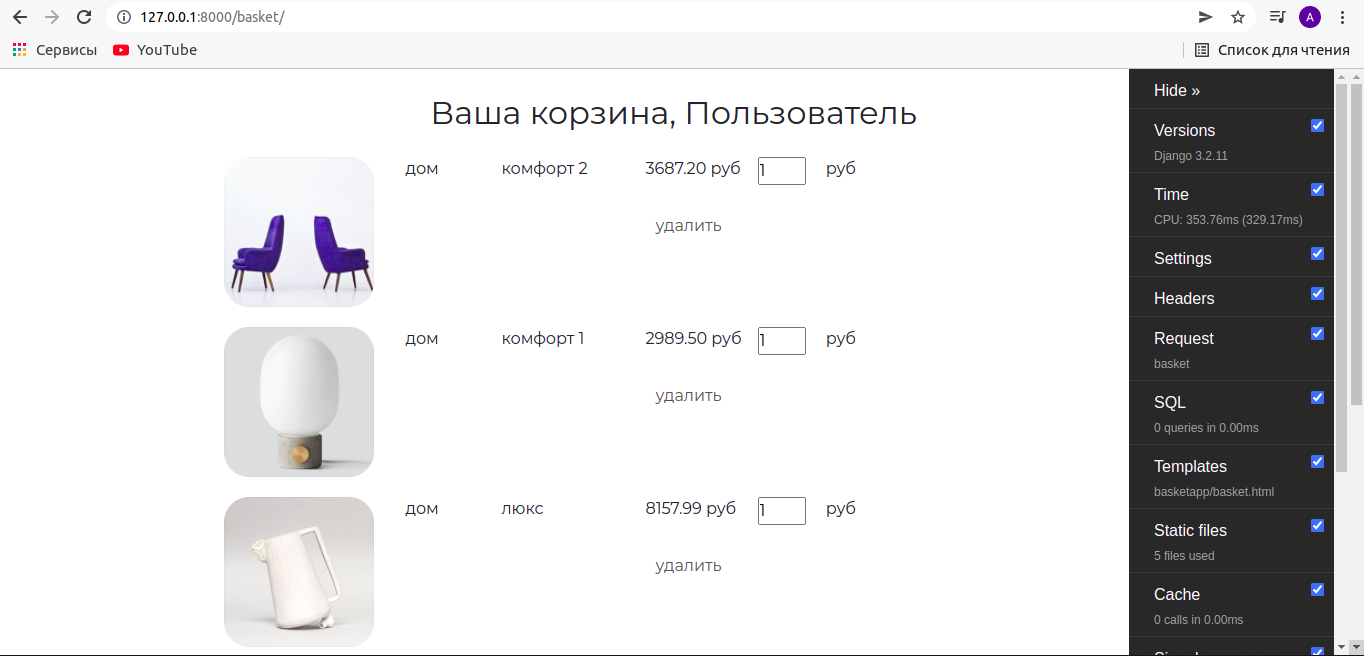 127.0.0.1:8000/basket/
A
Сервисы
YouTube
Список для чтения
Ваша корзина, Пользователь
дом комфорт 2 3687.20 руб 1 руб
удалить
дом комфорт 1 2989.50 руб 1 руб
удалить
дом люкс 8157.99 руб 1 руб
удалить
Hide »
Versions
Django 3.2.11
Time
CPU: 353.76ms (329.17ms)
Settings
Headers
Request
basket
SQL
0 queries in 0.00ms
Templates
basketapp/basket.html
Static files
5 files used
Cache
0 calls in 0.00ms